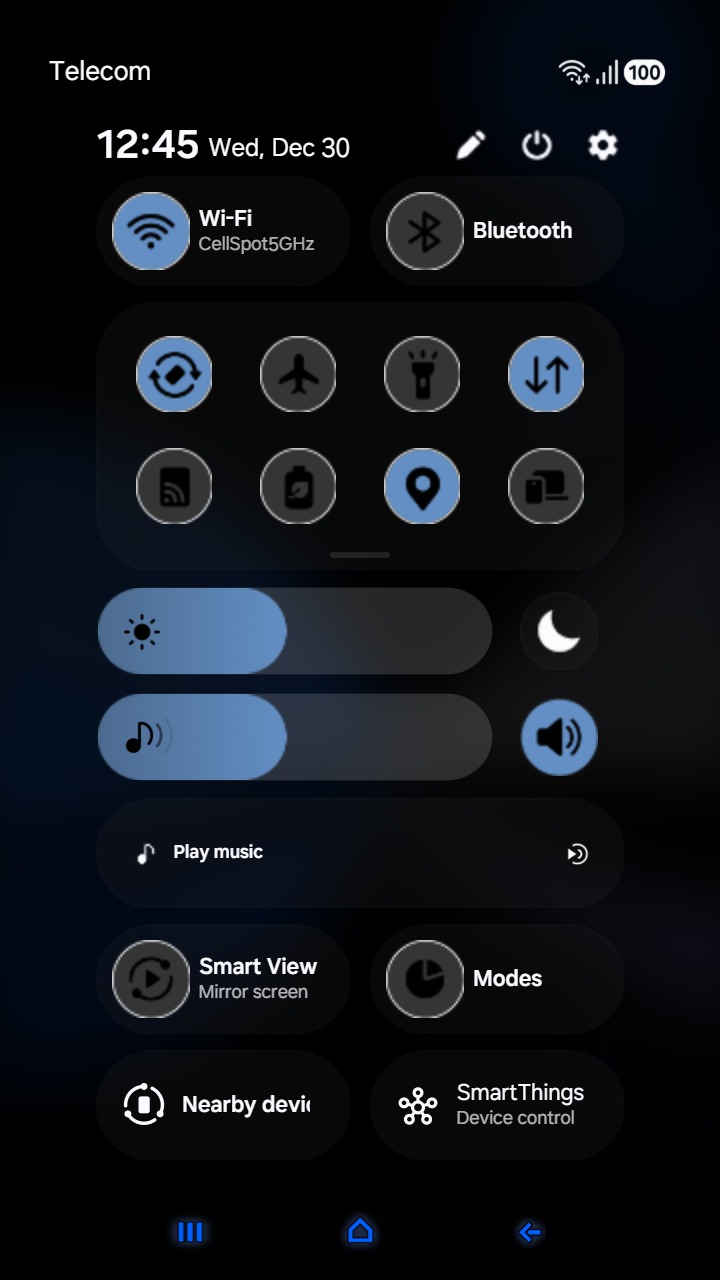 Telecom
100
12:45 Wed, Dec 30
Wi-Fi
CellSpot5GHz
Bluetooth
Play music
Smart View
Mirror screen
Modes
Nearby devic
SmartThings
Device control